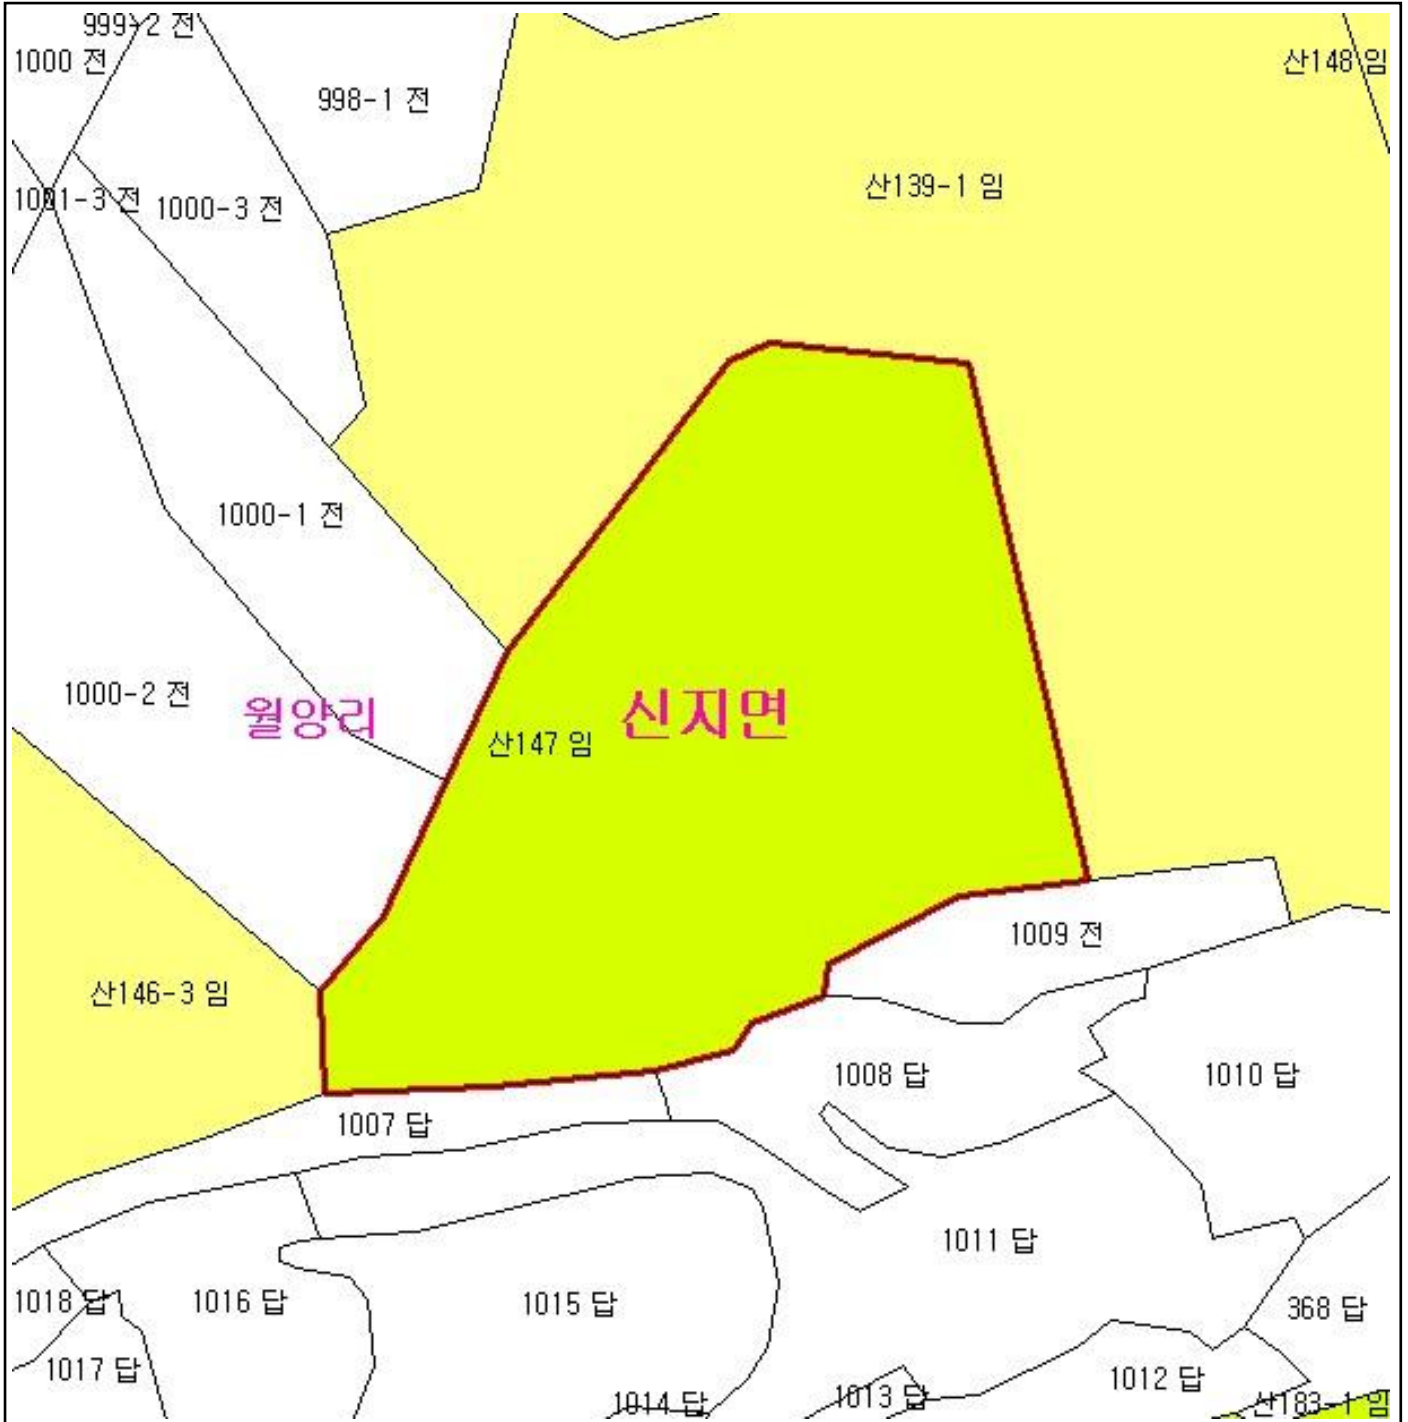 999-2 전
1000 전
산148 임
998-1 전
산139-1 임
1001-3 전
1000-3 전
1000-1 전
1000-2 전
월양리
신지면
산147 임
1009 전
산146-3 임
1008 답
1010 답
1007 답
1011 답
1018 답
1016 답
1015 답
368 답
1017 답
1012 답
1014 답
1013 답
산183-1 임